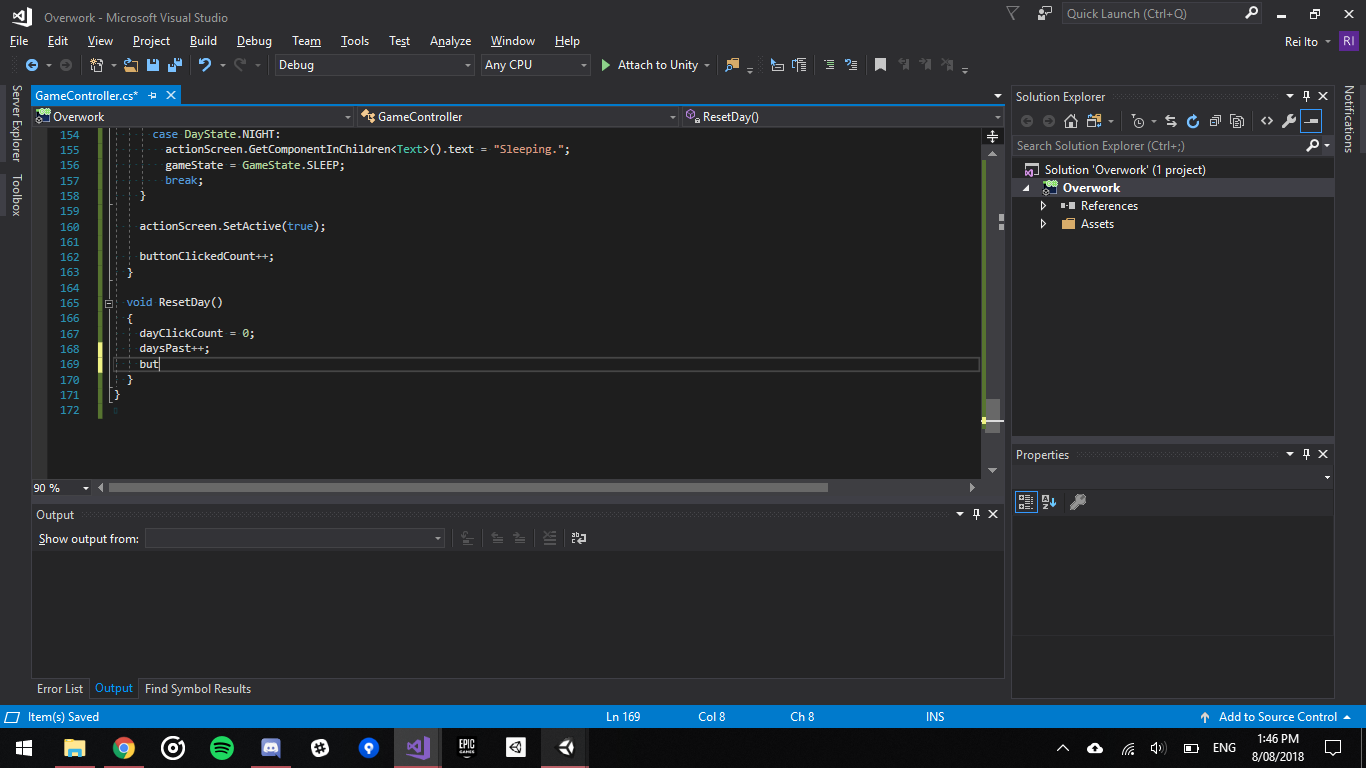 Overwork - Microsoft Visual Studio
Quick Launch (Ctrl+Q)
File Edit View Project Build Debug Team Tools Test Analyze Window Help
Rei Ito RI
Debug Any CPU Attach to Unity
Server Explorer
Toolbox
GameController.cs*
Overwork GameController ResetDay()
154 case DayState.NIGHT:
155 actionScreen.GetComponentInChildren<Text>().text = "Sleeping.";
156 gameState = GameState.SLEEP;
157 break;
158 }
159
160 actionScreen.SetActive(true);
161
162 buttonClickedCount++;
163 }
164
165 void ResetDay()
166 {
167 dayClickCount = 0;
168 daysPast++;
169 but
170 }
171 }
172
90 %
Output
Show output from:
Error List Output Find Symbol Results
Solution Explorer
Search Solution Explorer (Ctrl+;)
Solution 'Overwork' (1 project)
Overwork
References
Assets
Properties
Notifications
Item(s) Saved Ln 169 Col 8 Ch 8 INS Add to Source Control
EPIC GAMES
ENG
1:46 PM
8/08/2018